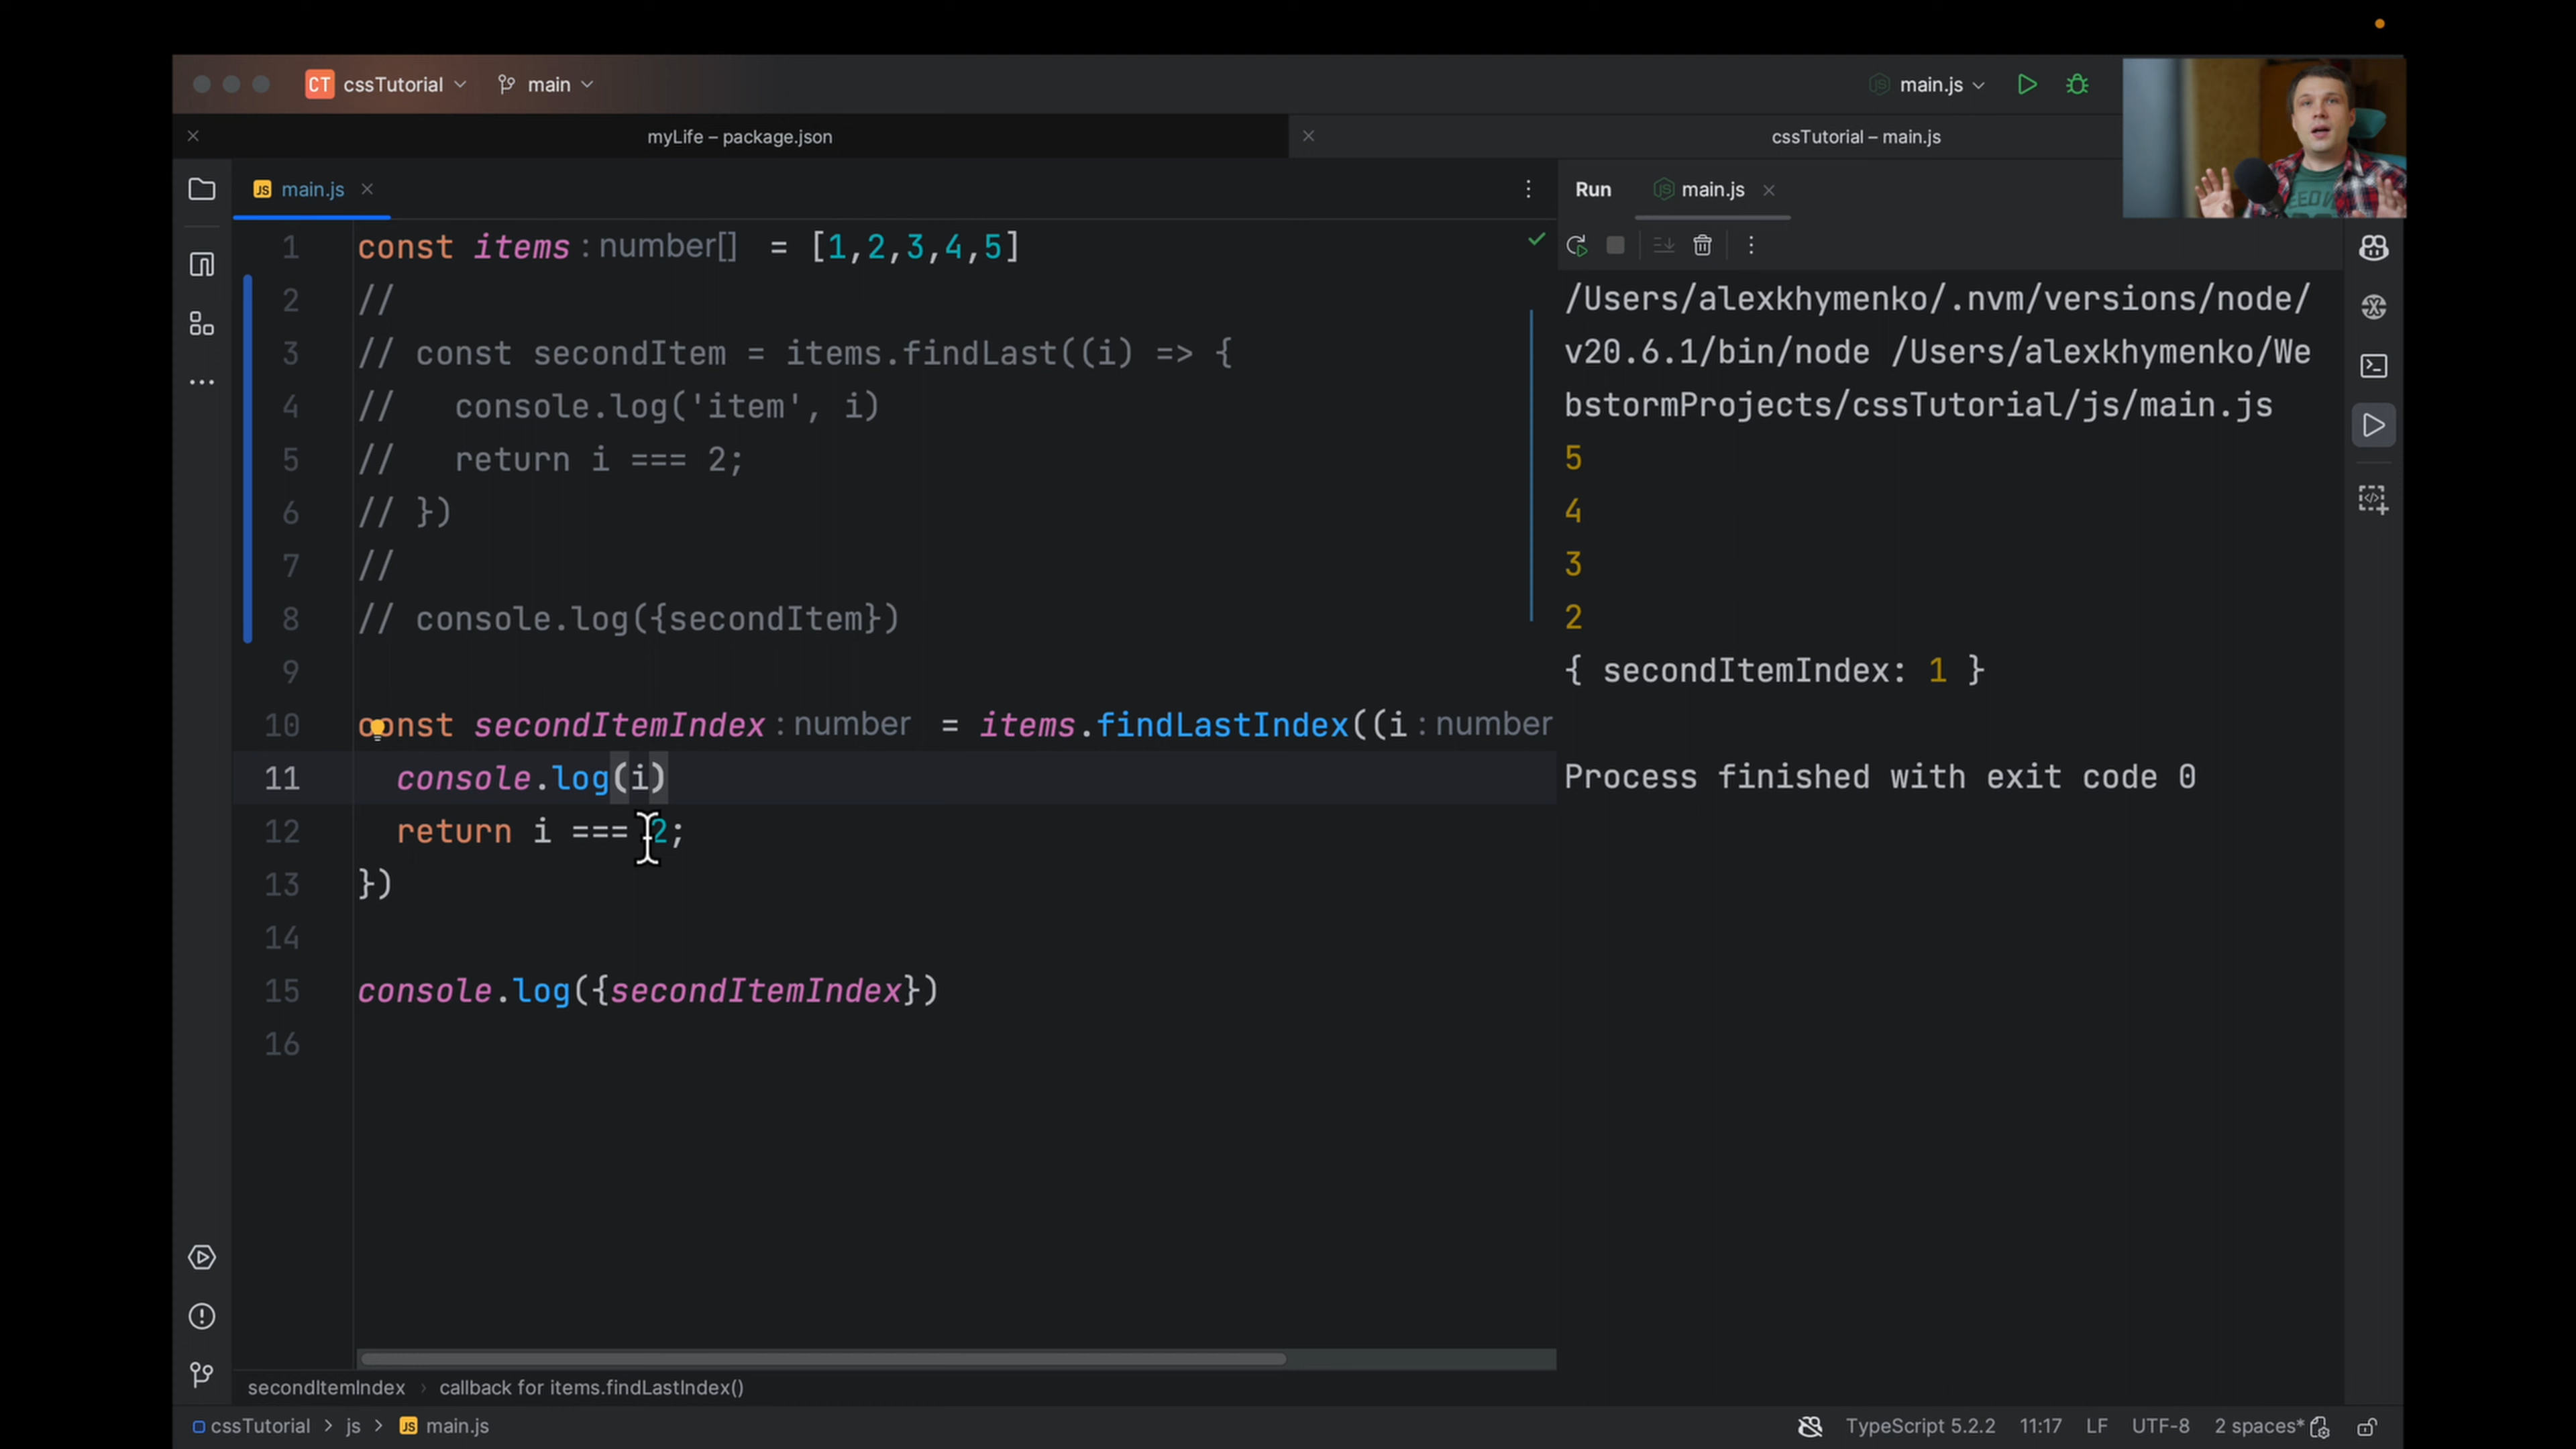 CT cssTutorial main main.js
myLife – package.json cssTutorial – main.js
JS main.js
Run main.js
1 const items : number[] = [1,2,3,4,5]
2 //
3 // const secondItem = items.findLast((i) => {
4 //   console.log('item', i)
5 //   return i === 2;
6 // })
7 //
8 // console.log({secondItem})
9
10 const secondItemIndex : number = items.findLastIndex((i : number
11 console.log(i)
12 return i === 2;
13 })
14
15 console.log({secondItemIndex})
16
/Users/alexkhymenko/.nvm/versions/node/
v20.6.1/bin/node /Users/alexkhymenko/We
bstormProjects/cssTutorial/js/main.js
5
4
3
2
{ secondItemIndex: 1 }
Process finished with exit code 0
secondItemIndex › callback for items.findLastIndex()
cssTutorial > js > JS main.js
TypeScript 5.2.2 11:17 LF UTF-8 2 spaces*